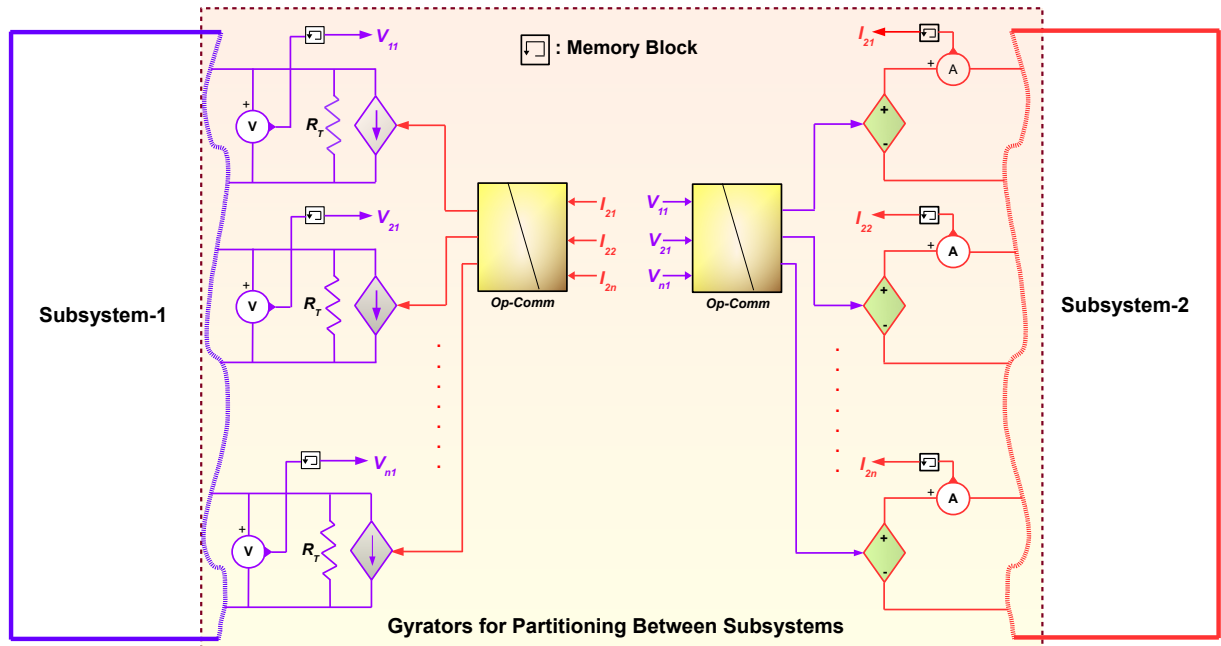 V11
: Memory Block
I21
+
V
RT
+
A
+
-
V21
I21
I22
I2n
Op-Comm
V11
V21
Vn1
Op-Comm
I22
+
V
RT
+
A
+
-
Subsystem-1
Subsystem-2
Vn1
I2n
+
V
RT
+
A
+
-
Gyrators for Partitioning Between Subsystems